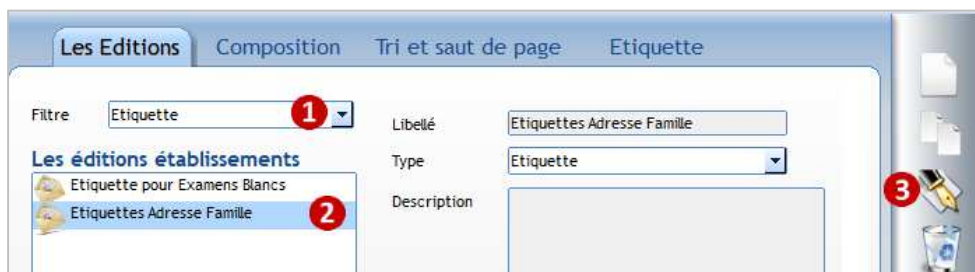 Les Editions Composition Tri et saut de page Etiquette
Filtre Etiquette 1
Libellé Etiquettes Adresse Famille
Les éditions établissements
Type Etiquette
Etiquette pour Examens Blancs
Etiquettes Adresse Famille 2
Description
3